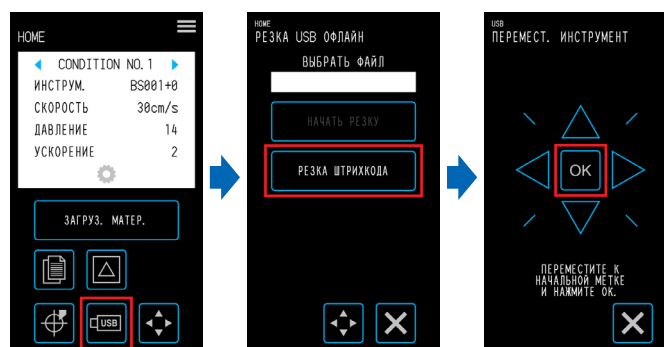 HOME
CONDITION NO.1
ИНСТРУМ. BS001+0
СКОРОСТЬ 30cm/s
ДАВЛЕНИЕ 14
УСКОРЕНИЕ 2
ЗАГРУЗ. МАТЕР.
USB
HOME
РЕЗКА USB ОФЛАЙН
ВЫБРАТЬ ФАЙЛ
НАЧАТЬ РЕЗКУ
РЕЗКА ШТРИХКОДА
USB
ПЕРЕМЕСТ. ИНСТРУМЕНТ
OK
ПЕРЕМЕСТИТЕ К
НАЧАЛЬНОЙ МЕТКЕ
И НАЖМИТЕ ОК.